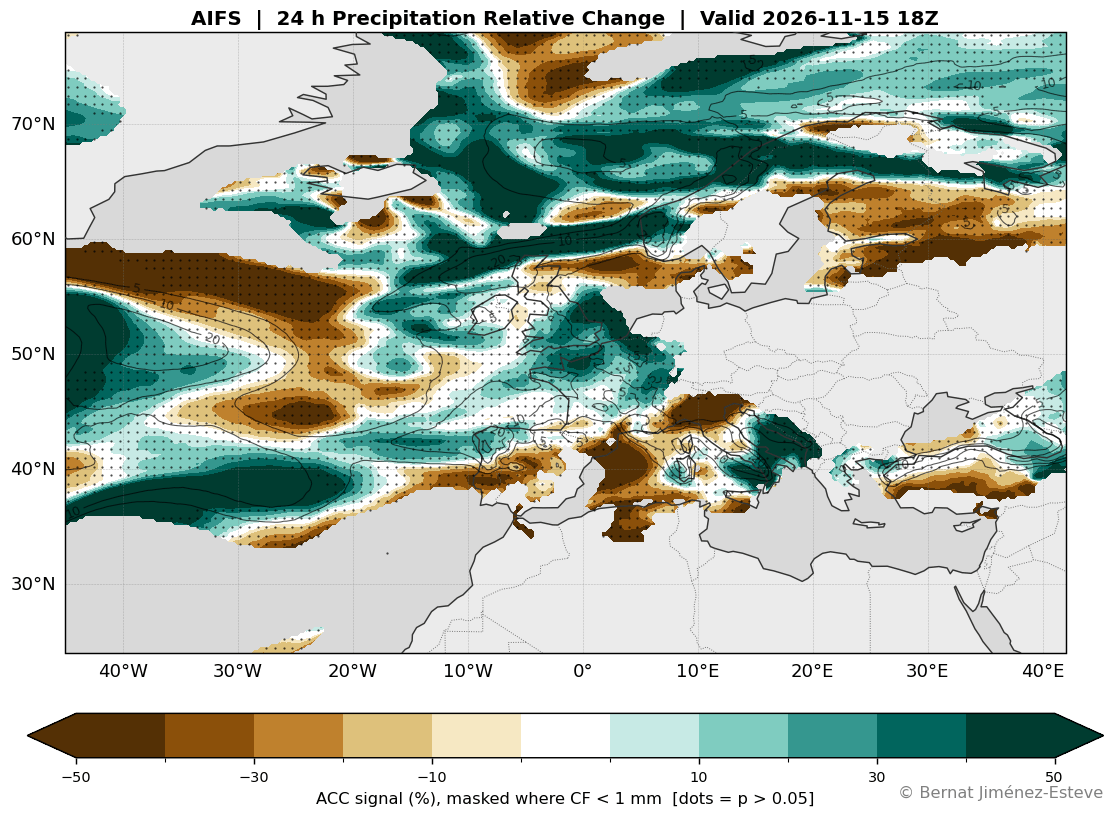 AIFS | 24 h Precipitation Relative Change | Valid 2026-11-15 18Z
70°N
60°N
50°N
40°N
30°N
40°W 30°W 20°W 10°W 0° 10°E 20°E 30°E 40°E
−50 −30 −10 10 30 50
ACC signal (%), masked where CF < 1 mm [dots = p > 0.05]
© Bernat Jiménez-Esteve